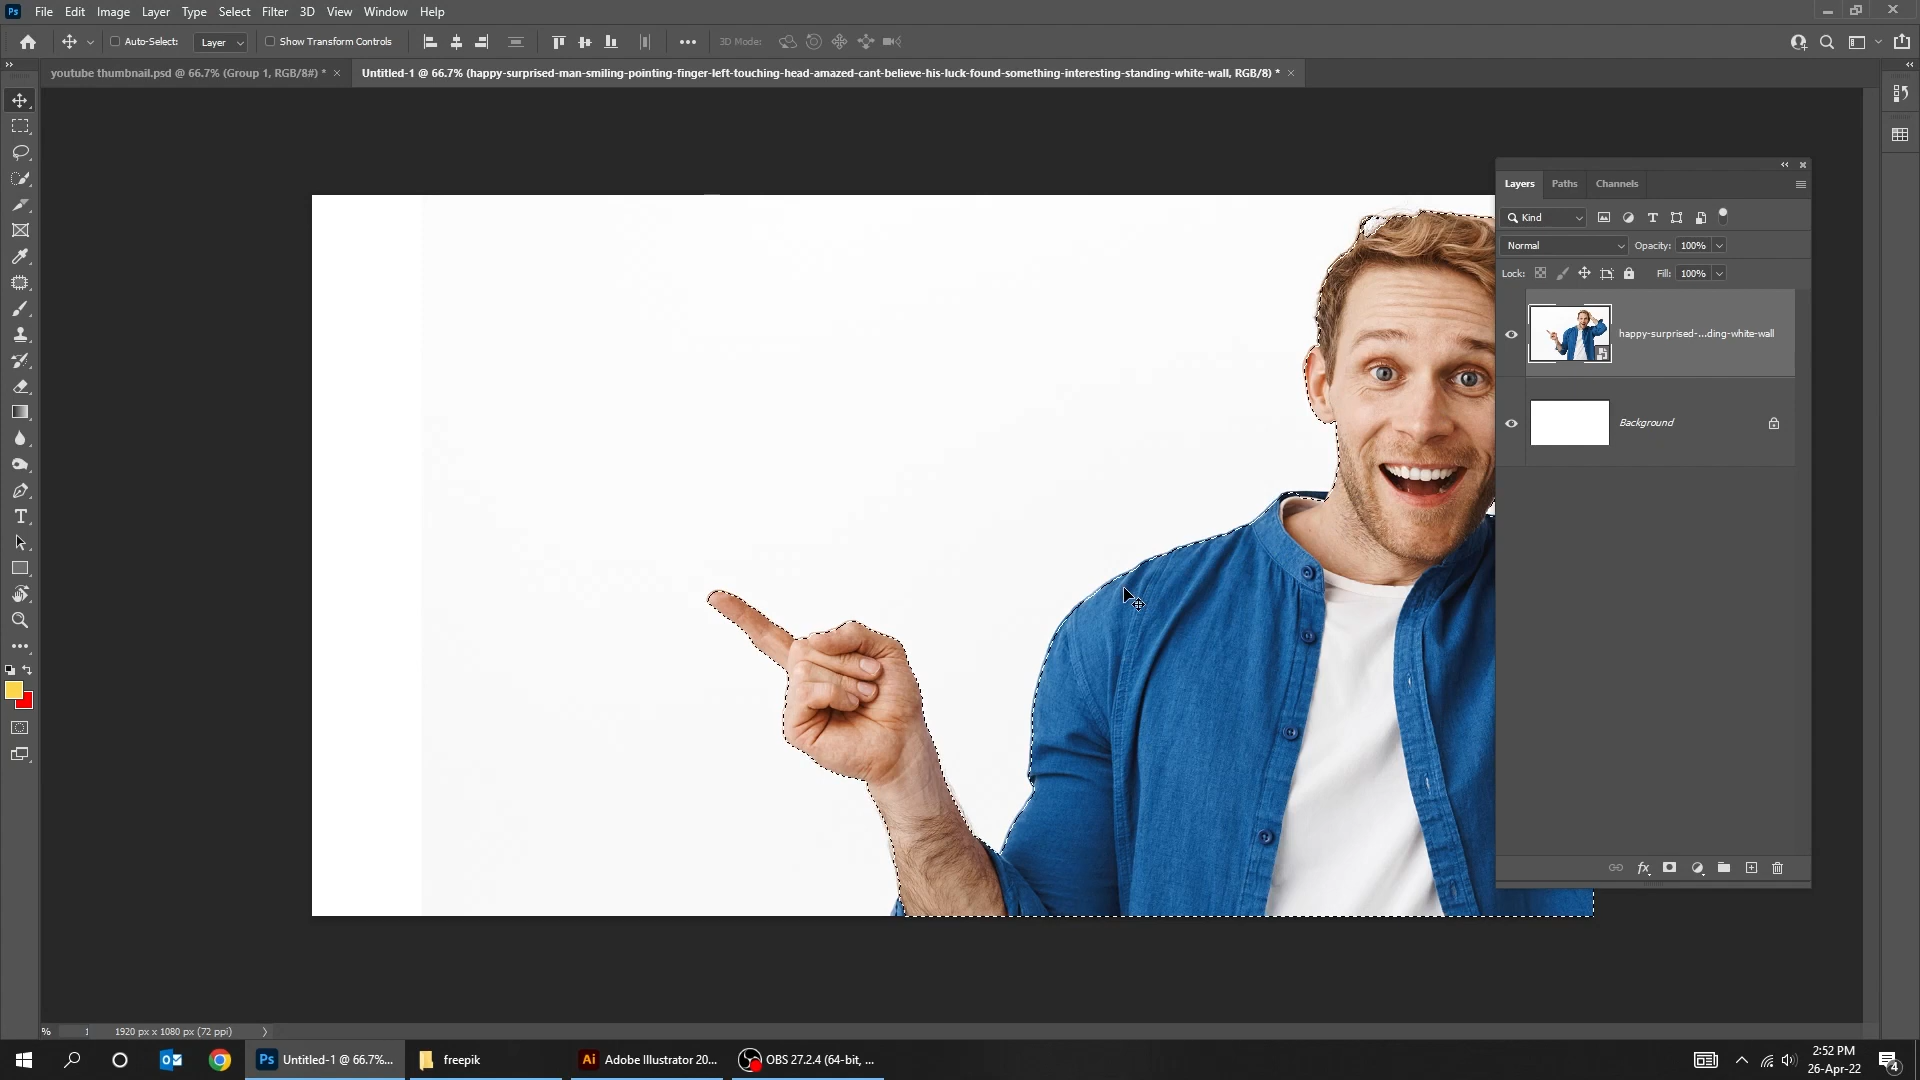 Ps File Edit Image Layer Type Select Filter 3D View Window Help
Auto-Select: Layer Show Transform Controls 3D Mode:
youtube thumbnail.psd @ 66.7% (Group 1, RGB/8#) * Untitled-1 @ 66.7% (happy-surprised-man-smiling-pointing-finger-left-touching-head-amazed-cant-believe-his-luck-found-something-interesting-standing-white-wall, RGB/8) *
Layers Paths Channels
Kind
Normal Opacity: 100%
Lock: Fill: 100%
happy-surprised-...ding-white-wall
Background
% 1 1920 px x 1080 px (72 ppi)
Ps Untitled-1 @ 66.7%... freepik Ai Adobe Illustrator 20... OBS 27.2.4 (64-bit, ...
2:52 PM
26-Apr-22
4